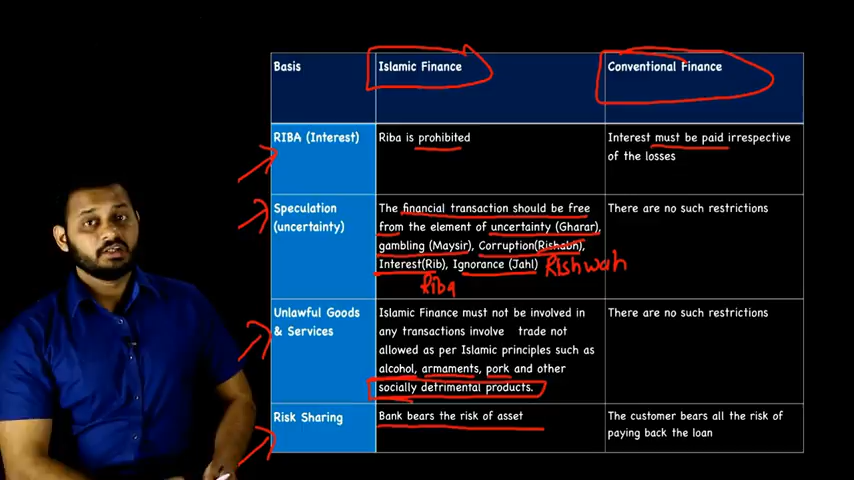 Basis
Islamic Finance
Conventional Finance
RIBA (Interest)
Riba is prohibited
Interest must be paid irrespective
of the losses
Speculation
(uncertainty)
The financial transaction should be free
from the element of uncertainty (Gharar),
gambling (Maysir), Corruption(Rishabh),
Interest(Rib), Ignorance (Jahl)
Rishwah
Riba
There are no such restrictions
Unlawful Goods
& Services
Islamic Finance must not be involved in
any transactions involve trade not
allowed as per Islamic principles such as
alcohol, armaments, pork and other
socially detrimental products.
There are no such restrictions
Risk Sharing
Bank bears the risk of asset
The customer bears all the risk of
paying back the loan